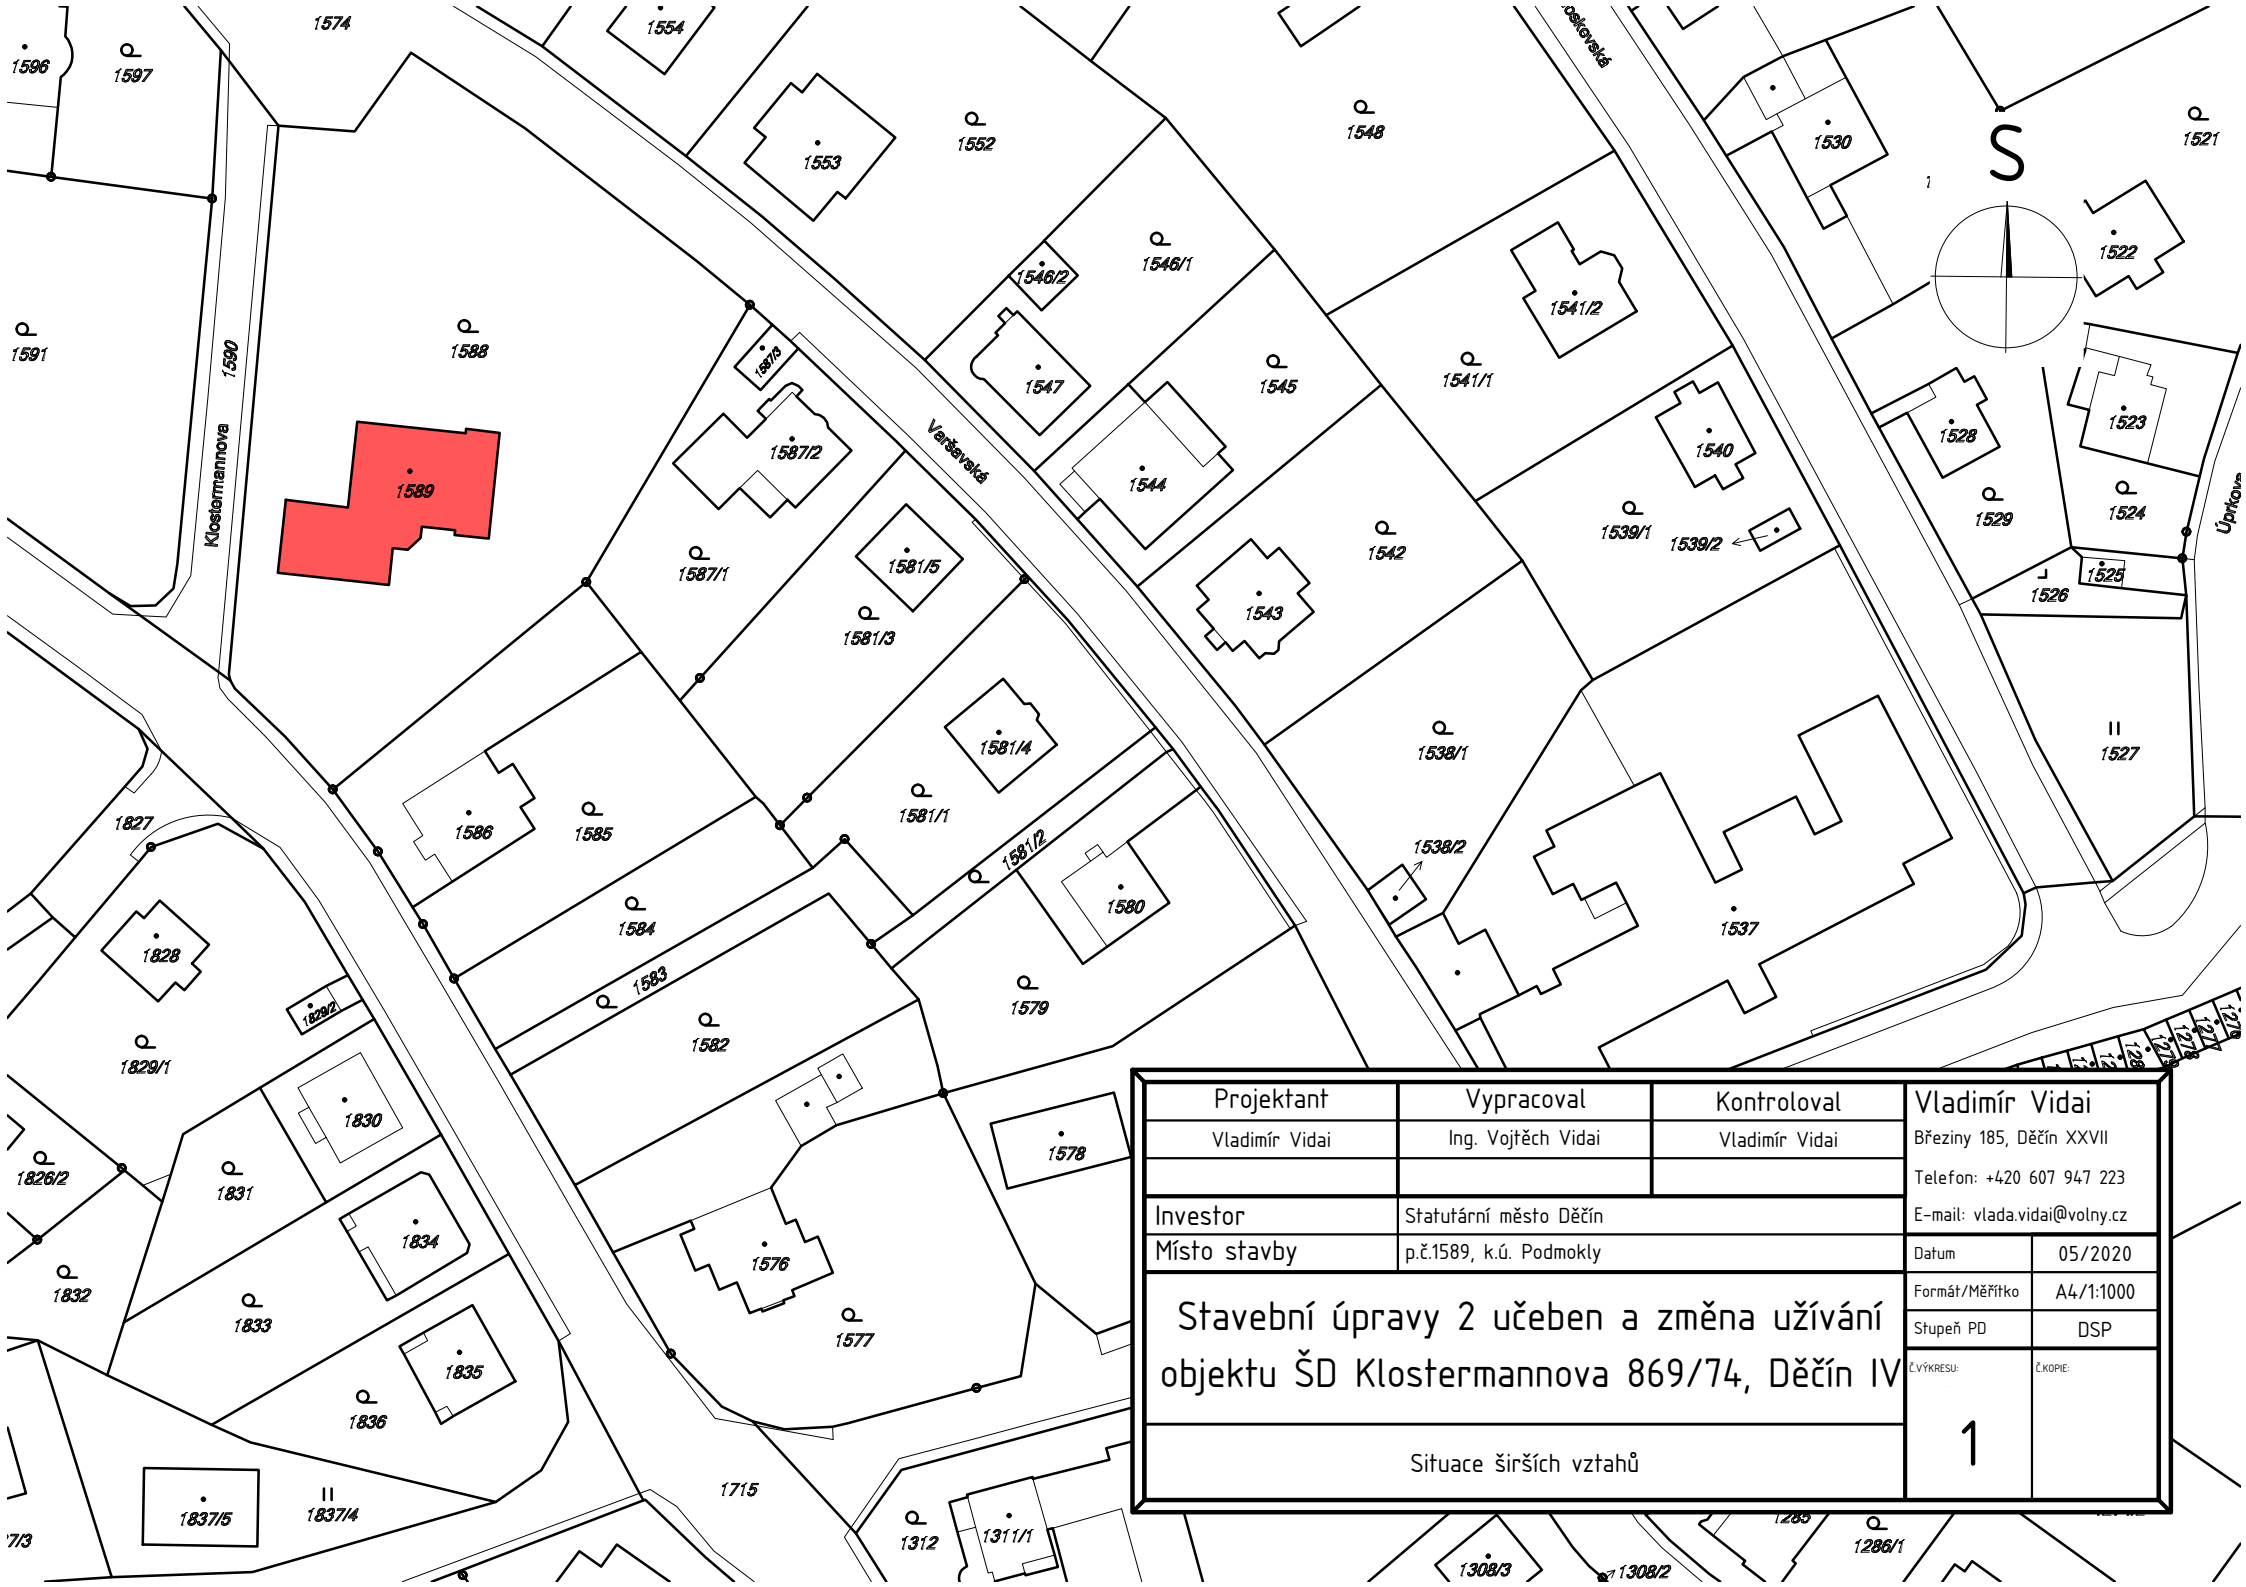 1574
1554
1596
1597
1553
1552
1548
1530
1521
S
1546/2
1546/1
1522
1541/2
1591
1590
1588
1587/3
1547
1545
1541/1
Moskovská
1523
1528
1540
Varšavská
1587/2
1544
1589
Klostermannova
1529
1524
Úprkova
1539/1
1539/2
1542
1587/1
1581/5
1525
1526
1543
1581/3
1581/4
1538/1
1527
1827
1586
1585
1581/1
1581/2
1538/2
1580
1537
1584
1828
1583
1829/2
1579
1582
1829/1
1276
1277
1278
1279
1830
1578
1826/2
1831
1834
1576
1832
1833
1577
1835
1836
1715
1837/5
1837/4
1312
1311/1
1285
1286/1
1308/3
1308/2
Projektant
Vypracoval
Kontroloval
Vladimír Vidai
Vladimír Vidai
Ing. Vojtěch Vidai
Vladimír Vidai
Březiny 185, Děčín XXVII
Telefon: +420 607 947 223
E-mail: vlada.vidai@volny.cz
Investor
Statutární město Děčín
Místo stavby
p.č.1589, k.ú. Podmokly
Datum
05/2020
Formát/Měřítko
A4/1:1000
Stupeň PD
DSP
Stavební úpravy 2 učeben a změna užívání
objektu ŠD Klostermannova 869/74, Děčín IV
Č.VÝKRESU:
Č.KOPIE:
1
Situace širších vztahů